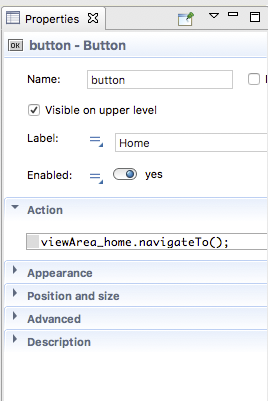 Properties
OK button - Button
Name: button
Visible on upper level
Label: Home
Enabled: yes
Action
viewArea_home.navigateTo();
Appearance
Position and size
Advanced
Description